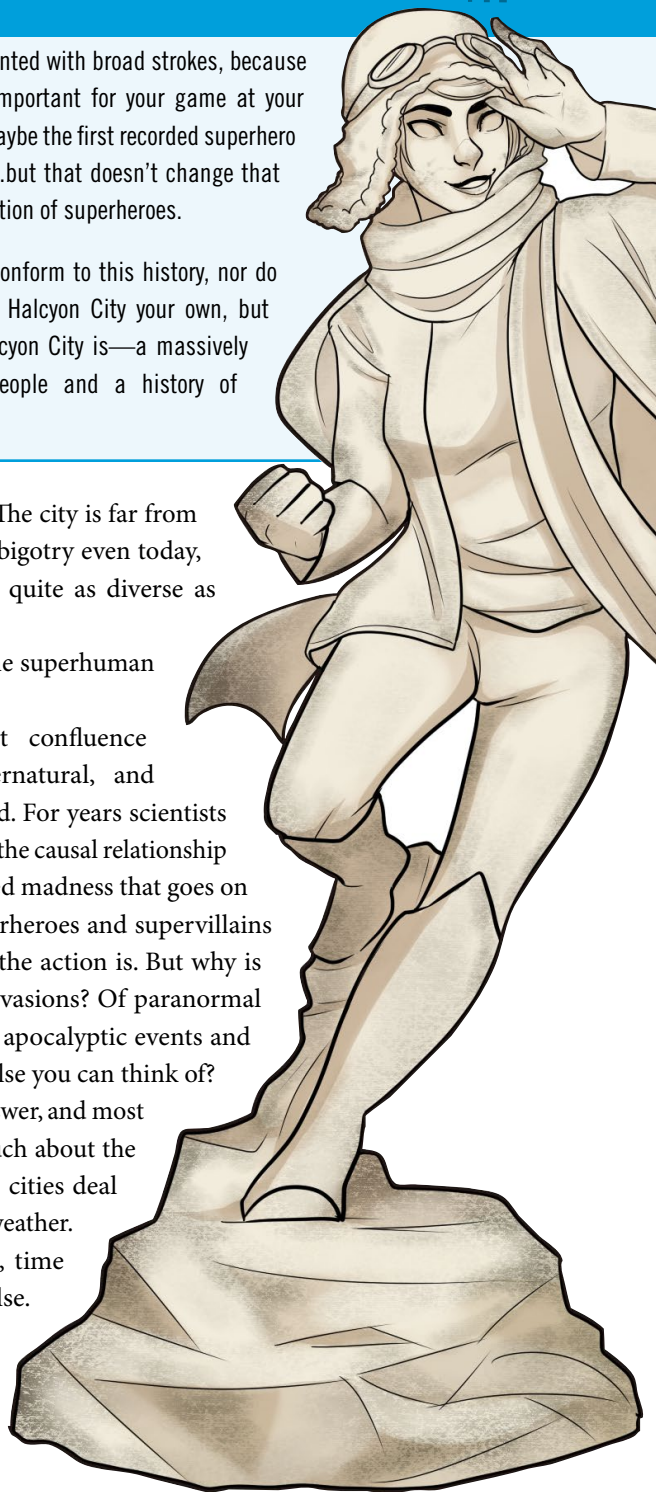 nted with broad strokes, because
mportant for your game at your
aybe the first recorded superhero
.but that doesn't change that
tion of superheroes.
onform to this history, nor do
Halcyon City your own, but
cyon City is—a massively
eople and a history of
The city is far from
bigotry even today,
quite as diverse as
e superhuman
t confluence
ernatural, and
d. For years scientists
the causal relationship
ed madness that goes on
rheroes and supervillains
the action is. But why is
vasions? Of paranormal
apocalyptic events and
lse you can think of?
wer, and most
uch about the
cities deal
weather.
, time
lse.